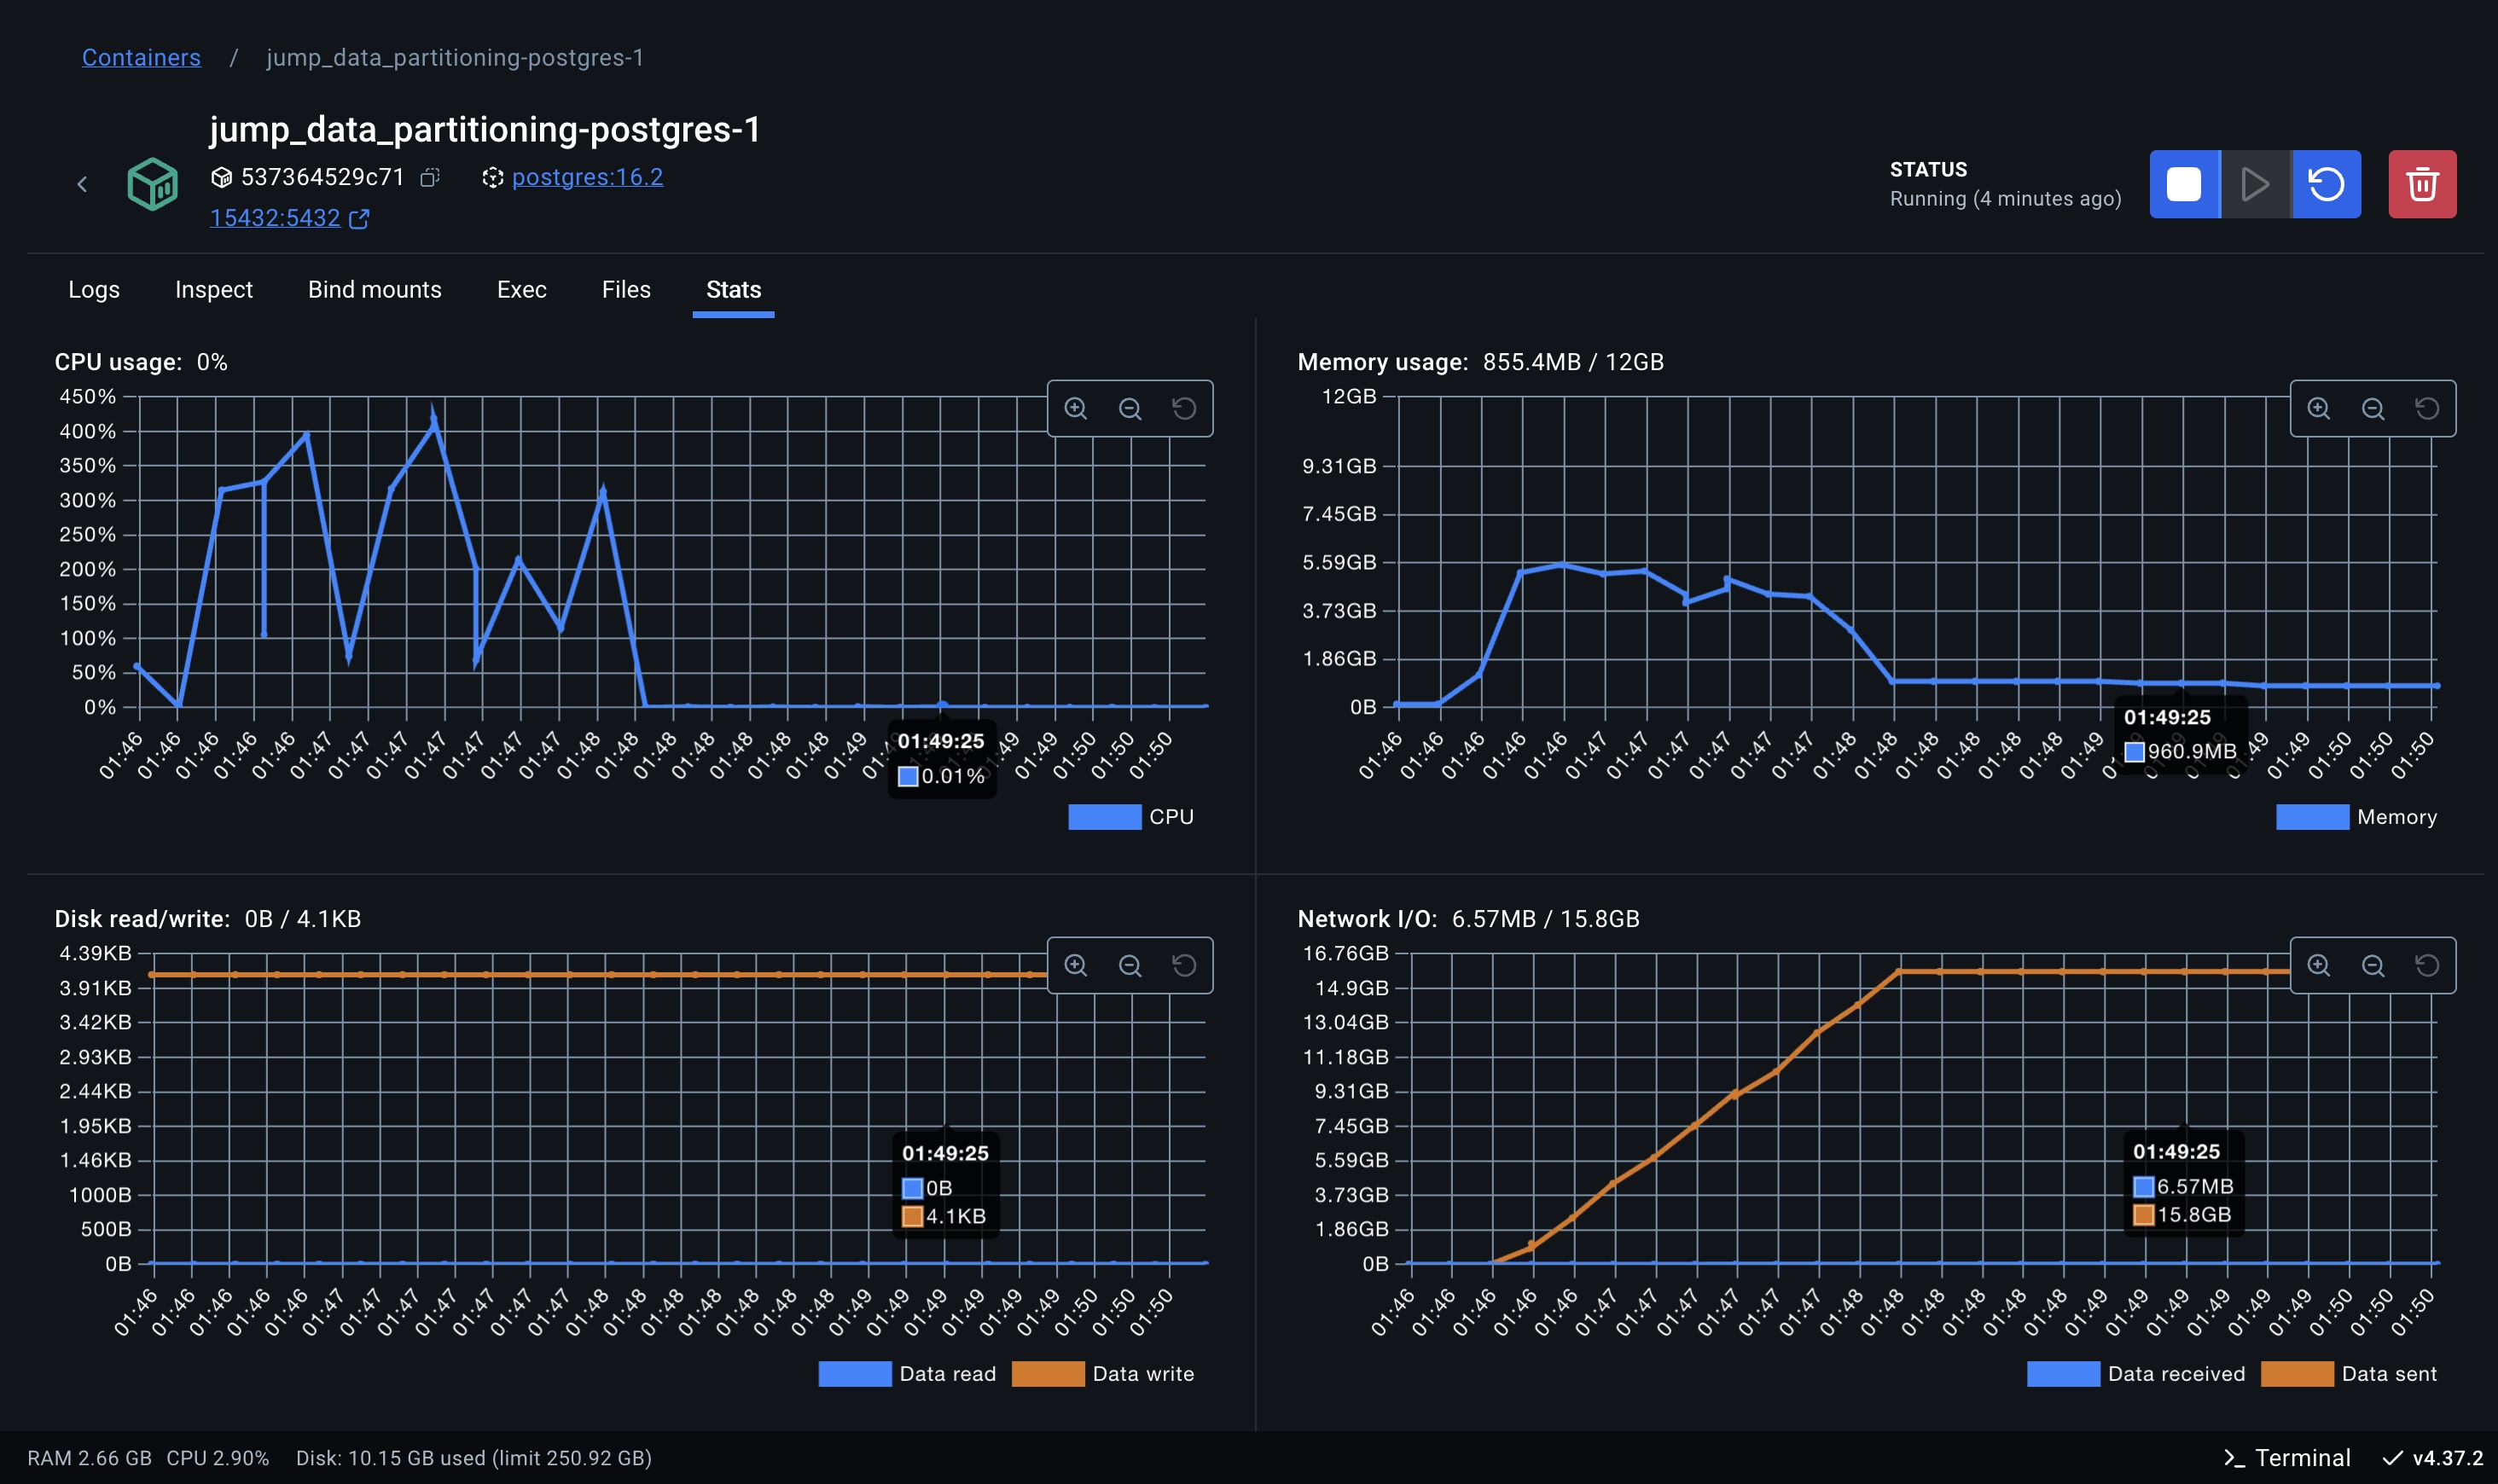 Containers / jump_data_partitioning-postgres-1
jump_data_partitioning-postgres-1
537364529c71 postgres:16.2
15432:5432
STATUS
Running (4 minutes ago)
Logs Inspect Bind mounts Exec Files Stats
CPU usage: 0%
450%
400%
350%
300%
250%
200%
150%
100%
50%
0%
01:46 01:46 01:46 01:46 01:46 01:47 01:47 01:47 01:47 01:47 01:47 01:47 01:48 01:48 01:48 01:48 01:48 01:48 01:48 01:49 01:49 01:49 01:50 01:50 01:50
01:49:25
0.01%
CPU
Memory usage: 855.4MB / 12GB
12GB
9.31GB
7.45GB
5.59GB
3.73GB
1.86GB
0B
01:46 01:46 01:46 01:46 01:46 01:47 01:47 01:47 01:47 01:47 01:47 01:48 01:48 01:48 01:48 01:48 01:48 01:49 01:49 01:49 01:50 01:50 01:50
01:49:25
960.9MB
Memory
Disk read/write: 0B / 4.1KB
4.39KB
3.91KB
3.42KB
2.93KB
2.44KB
1.95KB
1.46KB
1000B
500B
0B
01:46 01:46 01:46 01:46 01:46 01:47 01:47 01:47 01:47 01:47 01:47 01:47 01:48 01:48 01:48 01:48 01:48 01:48 01:48 01:49 01:49 01:49 01:49 01:49 01:49 01:50 01:50 01:50
01:49:25
0B
4.1KB
Data read Data write
Network I/O: 6.57MB / 15.8GB
16.76GB
14.9GB
13.04GB
11.18GB
9.31GB
7.45GB
5.59GB
3.73GB
1.86GB
0B
01:46 01:46 01:46 01:46 01:46 01:47 01:47 01:47 01:47 01:47 01:47 01:48 01:48 01:48 01:48 01:48 01:48 01:49 01:49 01:49 01:49 01:49 01:49 01:50 01:50 01:50
01:49:25
6.57MB
15.8GB
Data received Data sent
RAM 2.66 GB CPU 2.90% Disk: 10.15 GB used (limit 250.92 GB)
Terminal v4.37.2